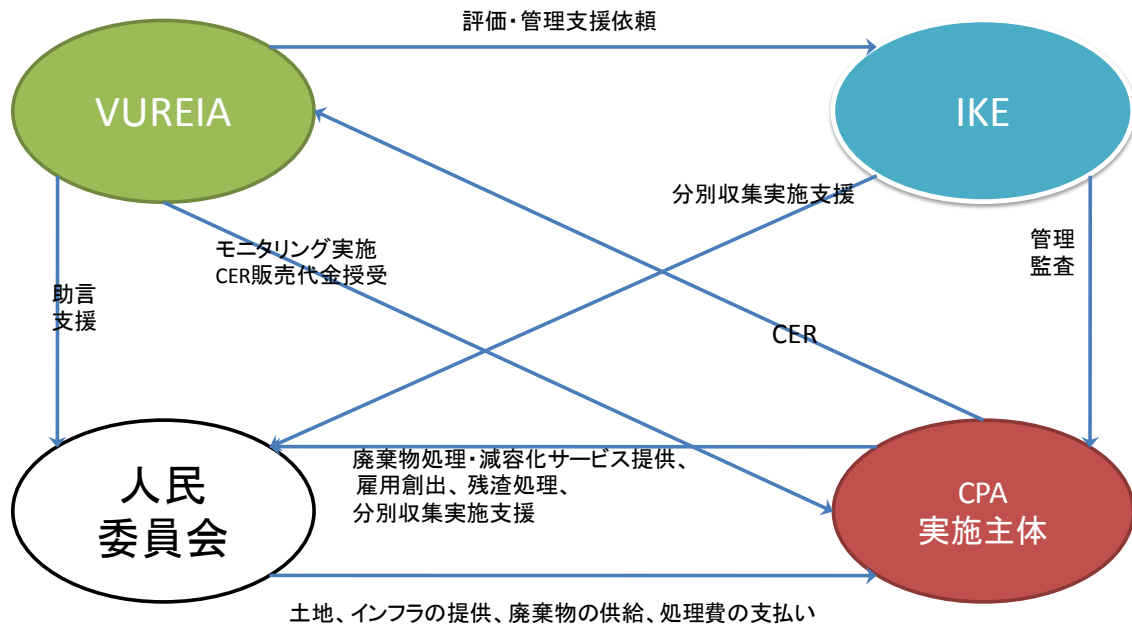 評価・管理支援依頼
VUREIA
IKE
分別収集実施支援
モニタリング実施
CER販売代金授受
管理
監査
助言
支援
CER
廃棄物処理・減容化サービス提供、
雇用創出、残渣処理、
分別収集実施支援
人民
委員会
CPA
実施主体
土地、インフラの提供、廃棄物の供給、処理費の支払い